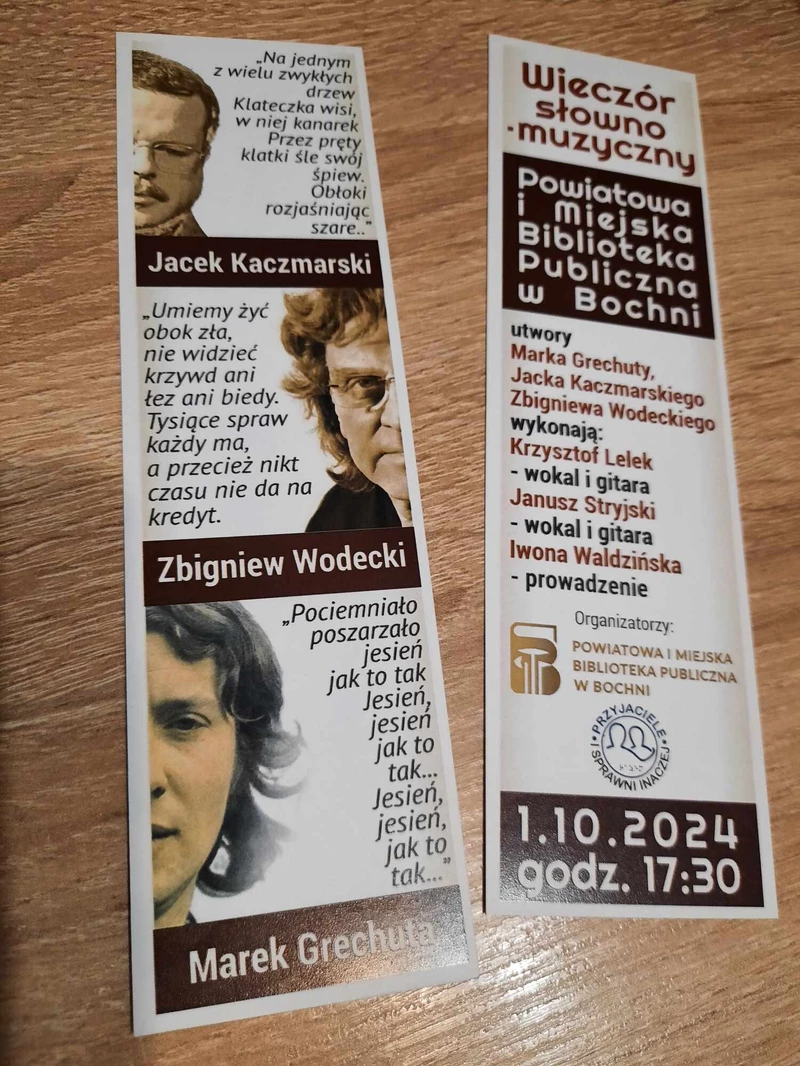 „Na jednym
z wielu zwykłych
drzew
Klateczka wisi,
w niej kanarek
Przez pręty
klatki śle swój
śpiew.
Obłoki
rozjaśniając
szare..”
Jacek Kaczmarski
„Umiemy żyć
obok zła,
nie widzieć
krzywd ani
łez ani biedy.
Tysiące spraw
każdy ma,
a przecież nikt
czasu nie da na
kredyt.
Zbigniew Wodecki
„Pociemniało
poszarzało
jesień
jak to tak
Jesień,
jesień
jak to
tak...
Jesień,
jesień,
jak to
tak...”
Marek Grechuta
Wieczór
słowno
-muzyczny
Powiatowa
i Miejska
Biblioteka
Publiczna
w Bochni
utwory
Marka Grechuty,
Jacka Kaczmarskiego
Zbigniewa Wodeckiego
wykonają:
Krzysztof Lelek
- wokal i gitara
Janusz Stryjski
- wokal i gitara
Iwona Waldzińska
- prowadzenie
Organizatorzy:
POWIATOWA I MIEJSKA
BIBLIOTEKA PUBLICZNA
W BOCHNI
PRZYJACIELE
I SPRAWNI INACZEJ
1.10.2024
godz. 17:30